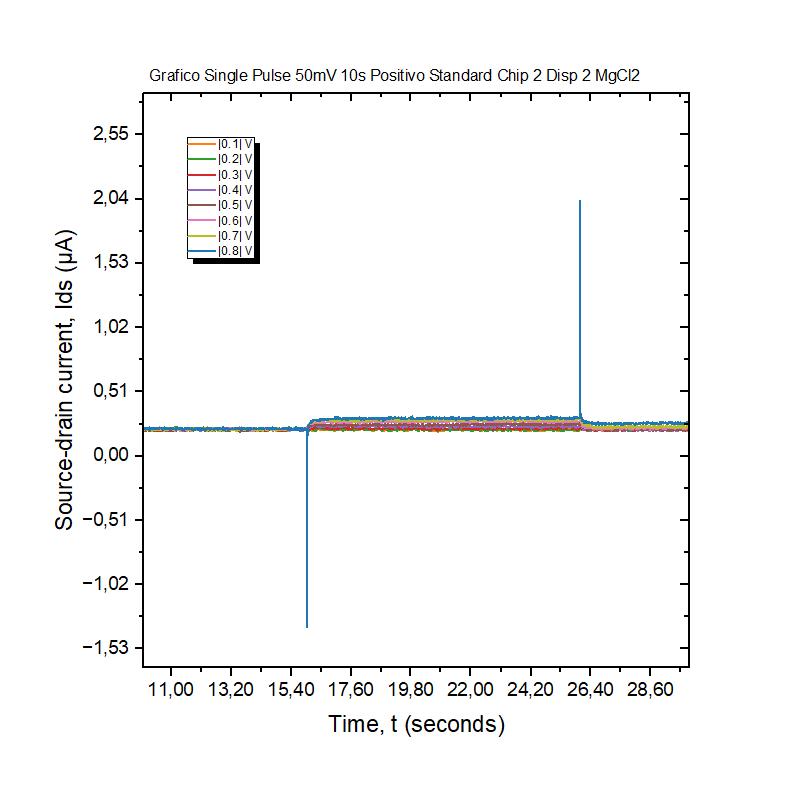 Grafico Single Pulse 50mV 10s Positivo Standard Chip 2 Disp 2 MgCl2
2,55
2,04
1,53
1,02
0,51
0,00
−0,51
−1,02
−1,53
|0.1| V
|0.2| V
|0.3| V
|0.4| V
|0.5| V
|0.6| V
|0.7| V
|0.8| V
Source-drain current, Ids (μA)
11,00 13,20 15,40 17,60 19,80 22,00 24,20 26,40 28,60
Time, t (seconds)